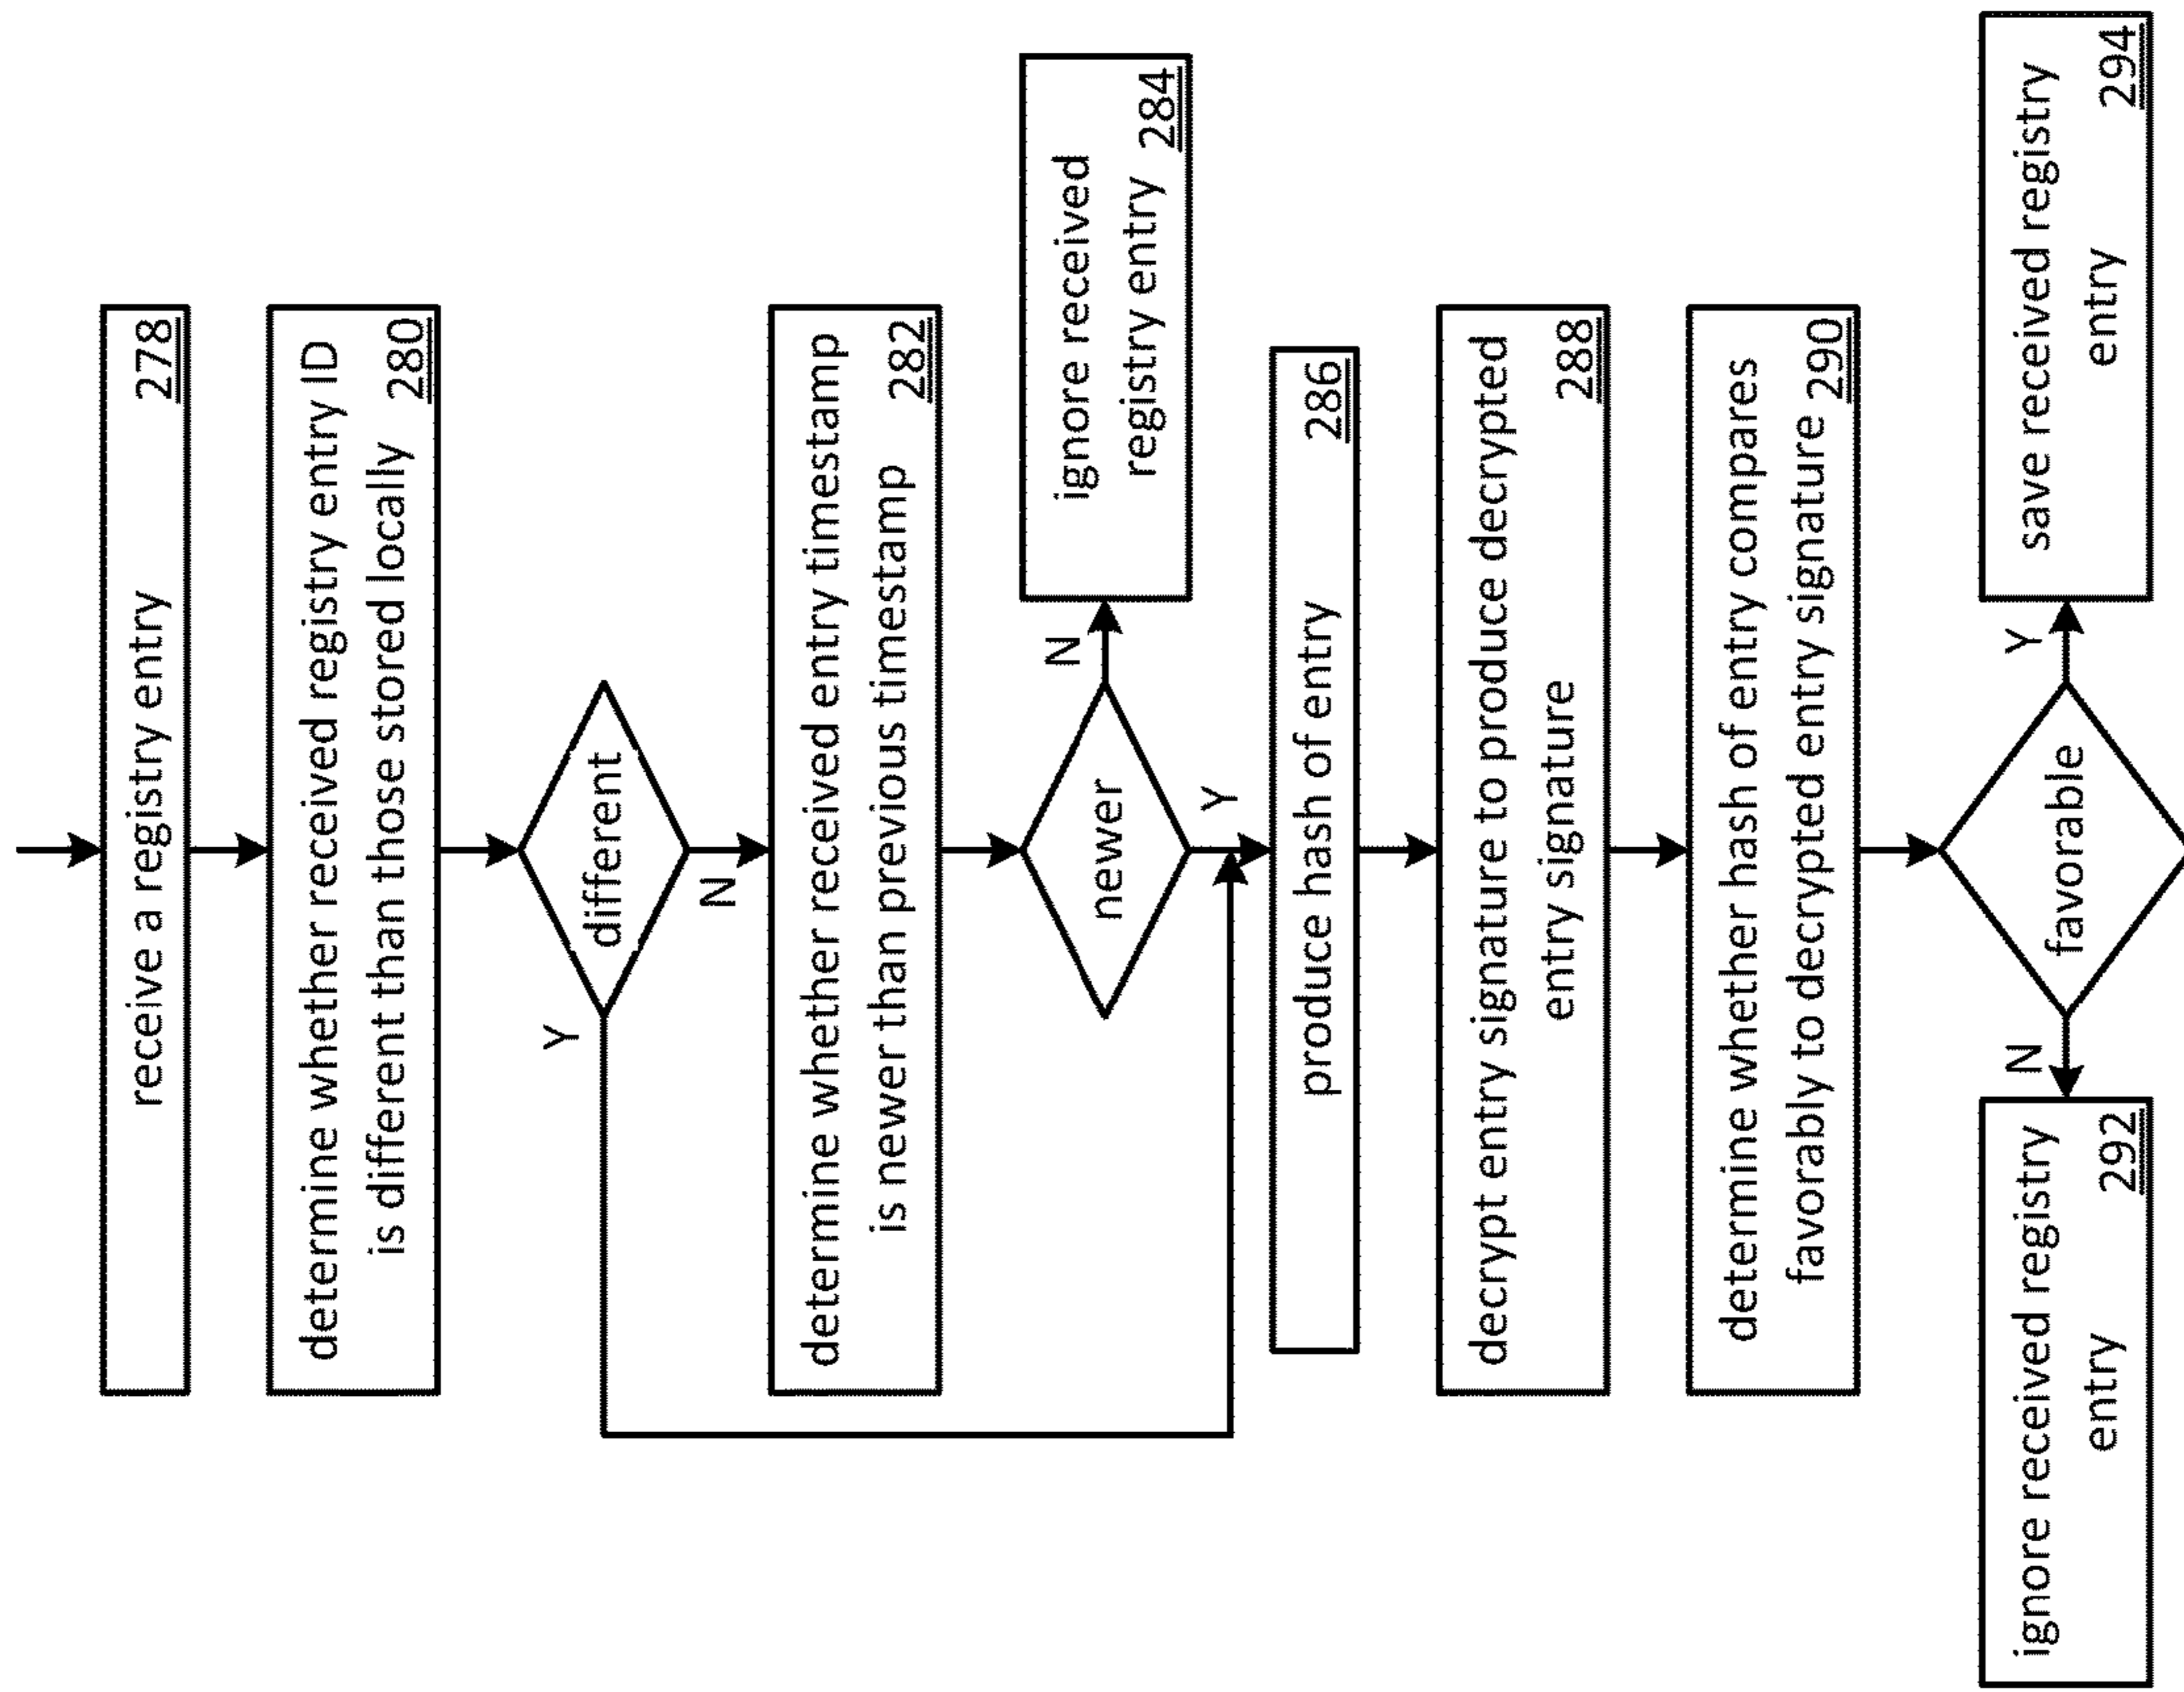 receive a registry entry 278
determine whether received registry entry ID
is different than those stored locally 280
different
Y
N
determine whether received entry timestamp
is newer than previous timestamp 282
newer
N
ignore received
registry entry 284
Y
produce hash of entry 286
decrypt entry signature to produce decrypted
entry signature 288
determine whether hash of entry compares
favorably to decrypted entry signature 290
favorable
N
Y
ignore received registry
entry 292
save received registry
entry 294